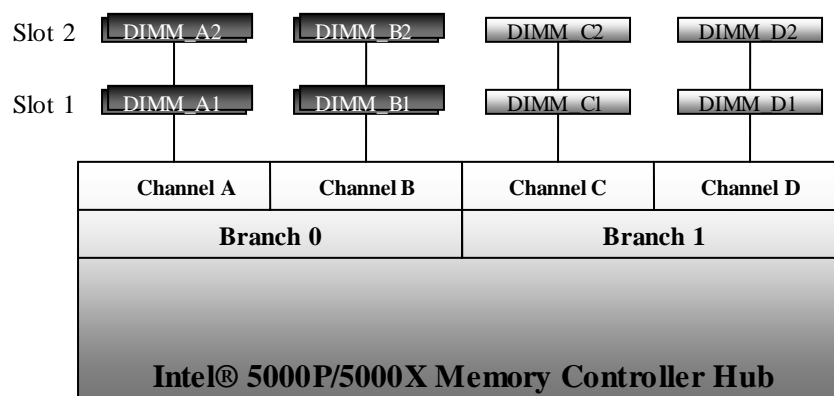 Slot 2 DIMM_A2 DIMM_B2 DIMM_C2 DIMM_D2
Slot 1 DIMM_A1 DIMM_B1 DIMM_C1 DIMM_D1
Channel A Channel B Channel C Channel D
Branch 0 Branch 1
Intel® 5000P/5000X Memory Controller Hub